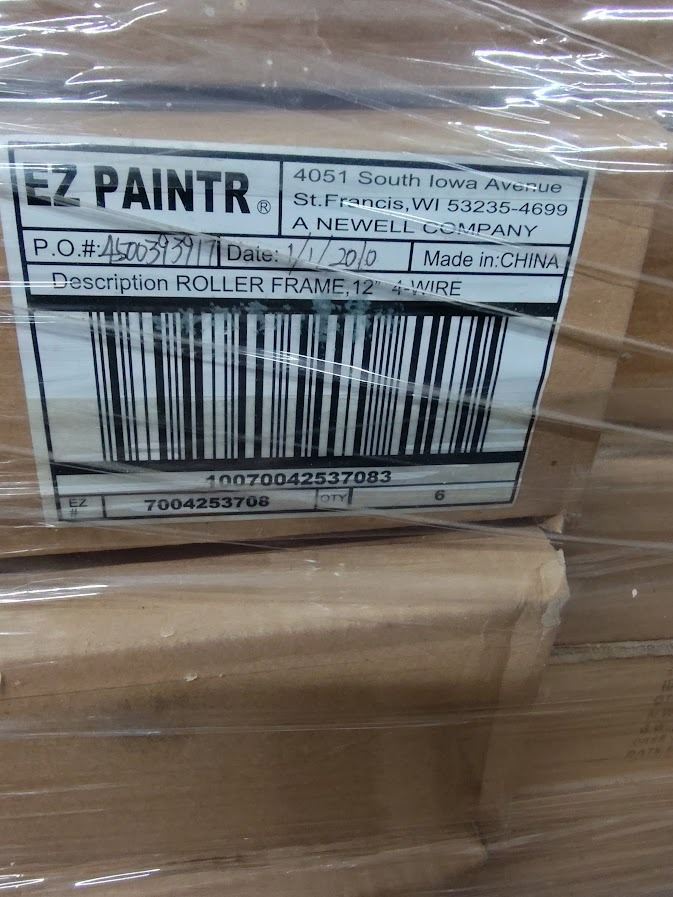 EZ PAINTR®
4051 South Iowa Avenue
St.Francis,WI 53235-4699
A NEWELL COMPANY
P.O.#:4500393917 Date: 1/1/2010 Made in:CHINA
Description ROLLER FRAME,12" 4-WIRE
10070042537083
EZ # 7004253708 QTY 6